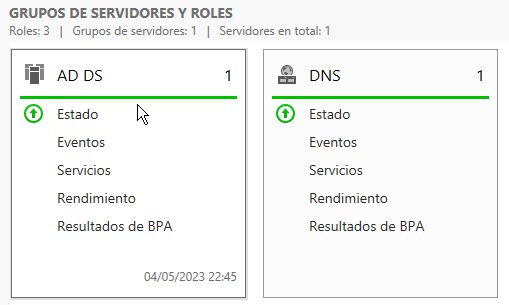 GRUPOS DE SERVIDORES Y ROLES
Roles: 3 | Grupos de servidores: 1 | Servidores en total: 1
AD DS 1
Estado
Eventos
Servicios
Rendimiento
Resultados de BPA
04/05/2023 22:45
DNS 1
Estado
Eventos
Servicios
Rendimiento
Resultados de BPA